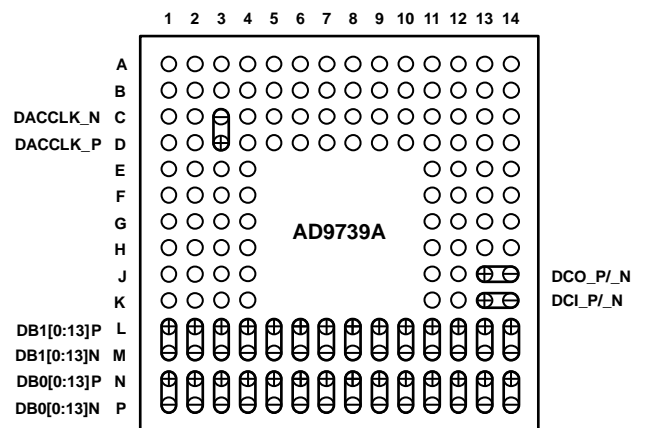 1 2 3 4 5 6 7 8 9 10 11 12 13 14
A
B
DACCLK_N C
DACCLK_P D
E
F
G
AD9739A
H
J DCO_P/_N
K DCI_P/_N
DB1[0:13]P L
DB1[0:13]N M
DB0[0:13]P N
DB0[0:13]N P